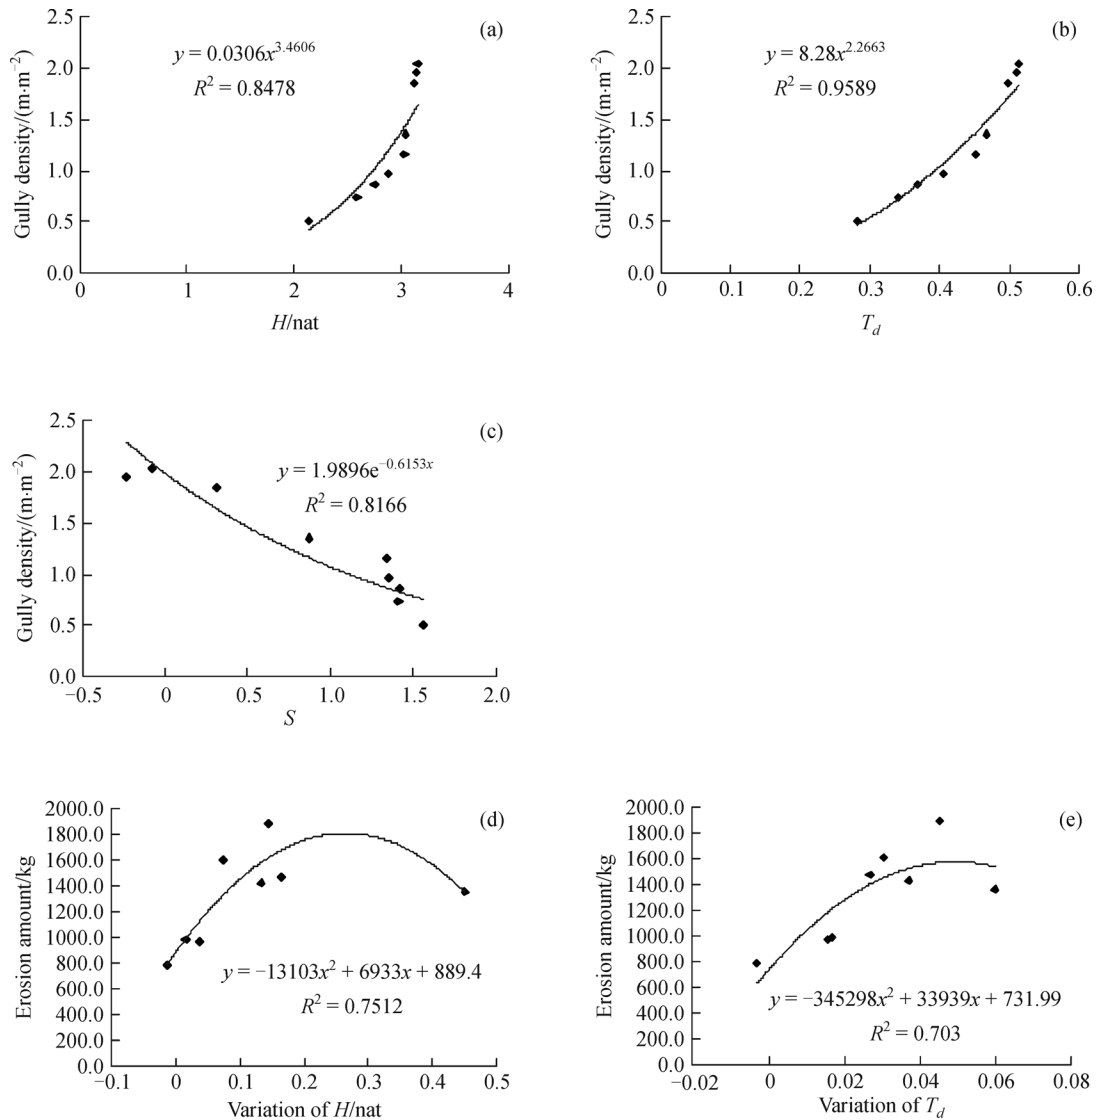 (a)
y = 0.0306x^3.4606
R² = 0.8478
Gully density/(m·m⁻²)
2.5
2.0
1.5
1.0
0.5
0.0
0 1 2 3 4
H/nat
(b)
y = 8.28x^2.2663
R² = 0.9589
Gully density/(m·m⁻²)
2.5
2.0
1.5
1.0
0.5
0.0
0 0.1 0.2 0.3 0.4 0.5 0.6
T_d
(c)
y = 1.9896e^−0.6153x
R² = 0.8166
Gully density/(m·m⁻²)
2.5
2.0
1.5
1.0
0.5
0.0
−0.5 0 0.5 1.0 1.5 2.0
S
(d)
Erosion amount/kg
2000.0
1800.0
1600.0
1400.0
1200.0
1000.0
800.0
600.0
400.0
200.0
0.0
y = −13103x² + 6933x + 889.4
R² = 0.7512
−0.1 0 0.1 0.2 0.3 0.4 0.5
Variation of H/nat
(e)
Erosion amount/kg
2000.0
1800.0
1600.0
1400.0
1200.0
1000.0
800.0
600.0
400.0
200.0
0.0
y = −345298x² + 33939x + 731.99
R² = 0.703
−0.02 0 0.02 0.04 0.06 0.08
Variation of T_d